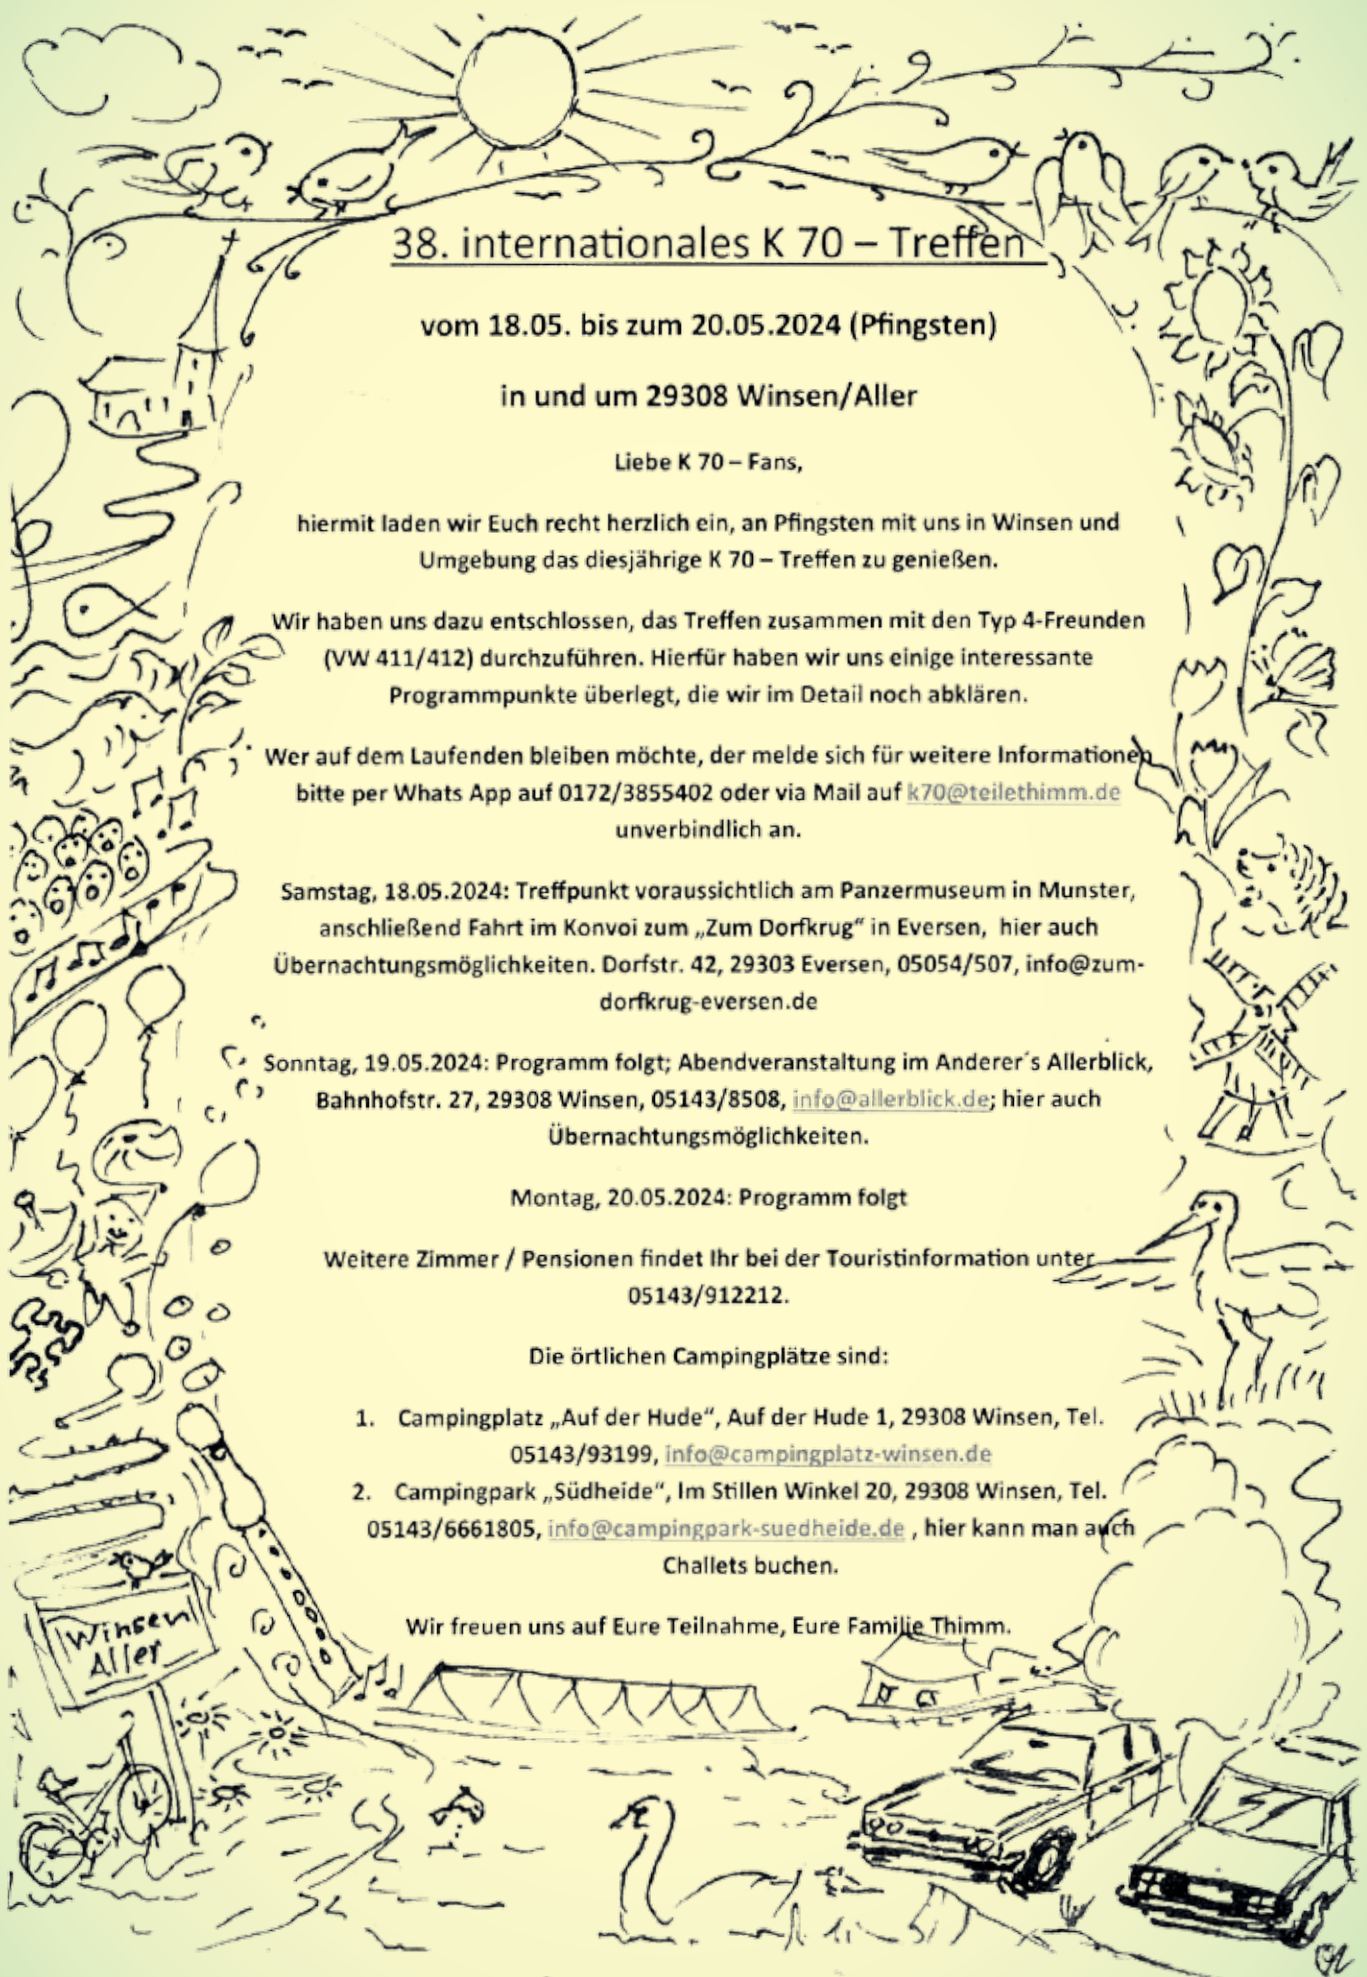 38. internationales K 70 – Treffen
vom 18.05. bis zum 20.05.2024 (Pfingsten)
in und um 29308 Winsen/Aller
Liebe K 70 – Fans,
hiermit laden wir Euch recht herzlich ein, an Pfingsten mit uns in Winsen und
Umgebung das diesjährige K 70 – Treffen zu genießen.
Wir haben uns dazu entschlossen, das Treffen zusammen mit den Typ 4-Freunden
(VW 411/412) durchzuführen. Hierfür haben wir uns einige interessante
Programmpunkte überlegt, die wir im Detail noch abklären.
Wer auf dem Laufenden bleiben möchte, der melde sich für weitere Informationen
bitte per Whats App auf 0172/3855402 oder via Mail auf k70@teilethimm.de
unverbindlich an.
Samstag, 18.05.2024: Treffpunkt voraussichtlich am Panzermuseum in Munster,
anschließend Fahrt im Konvoi zum „Zum Dorfkrug“ in Eversen, hier auch
Übernachtungsmöglichkeiten. Dorfstr. 42, 29303 Eversen, 05054/507, info@zum-
dorfkrug-eversen.de
Sonntag, 19.05.2024: Programm folgt; Abendveranstaltung im Anderer´s Allerblick,
Bahnhofstr. 27, 29308 Winsen, 05143/8508, info@allerblick.de; hier auch
Übernachtungsmöglichkeiten.
Montag, 20.05.2024: Programm folgt
Weitere Zimmer / Pensionen findet Ihr bei der Touristinformation unter
05143/912212.
Die örtlichen Campingplätze sind:
1. Campingplatz „Auf der Hude“, Auf der Hude 1, 29308 Winsen, Tel.
05143/93199, info@campingplatz-winsen.de
2. Campingpark „Südheide“, Im Stillen Winkel 20, 29308 Winsen, Tel.
05143/6661805, info@campingpark-suedheide.de , hier kann man auch
Challets buchen.
Wir freuen uns auf Eure Teilnahme, Eure Familie Thimm.
Winsen
Aller